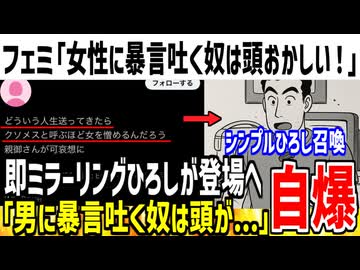 フェミ「女性に暴言吐く奴は頭おかしい！」
フォローする
どういう人生送ってきたら
クソメスと呼ぶほど女を憎めるんだろう
親御さんが可哀想に
シンプルひろし召喚
即ミラーリングひろしが登場へ
「男に暴言吐く奴は頭が...」自爆